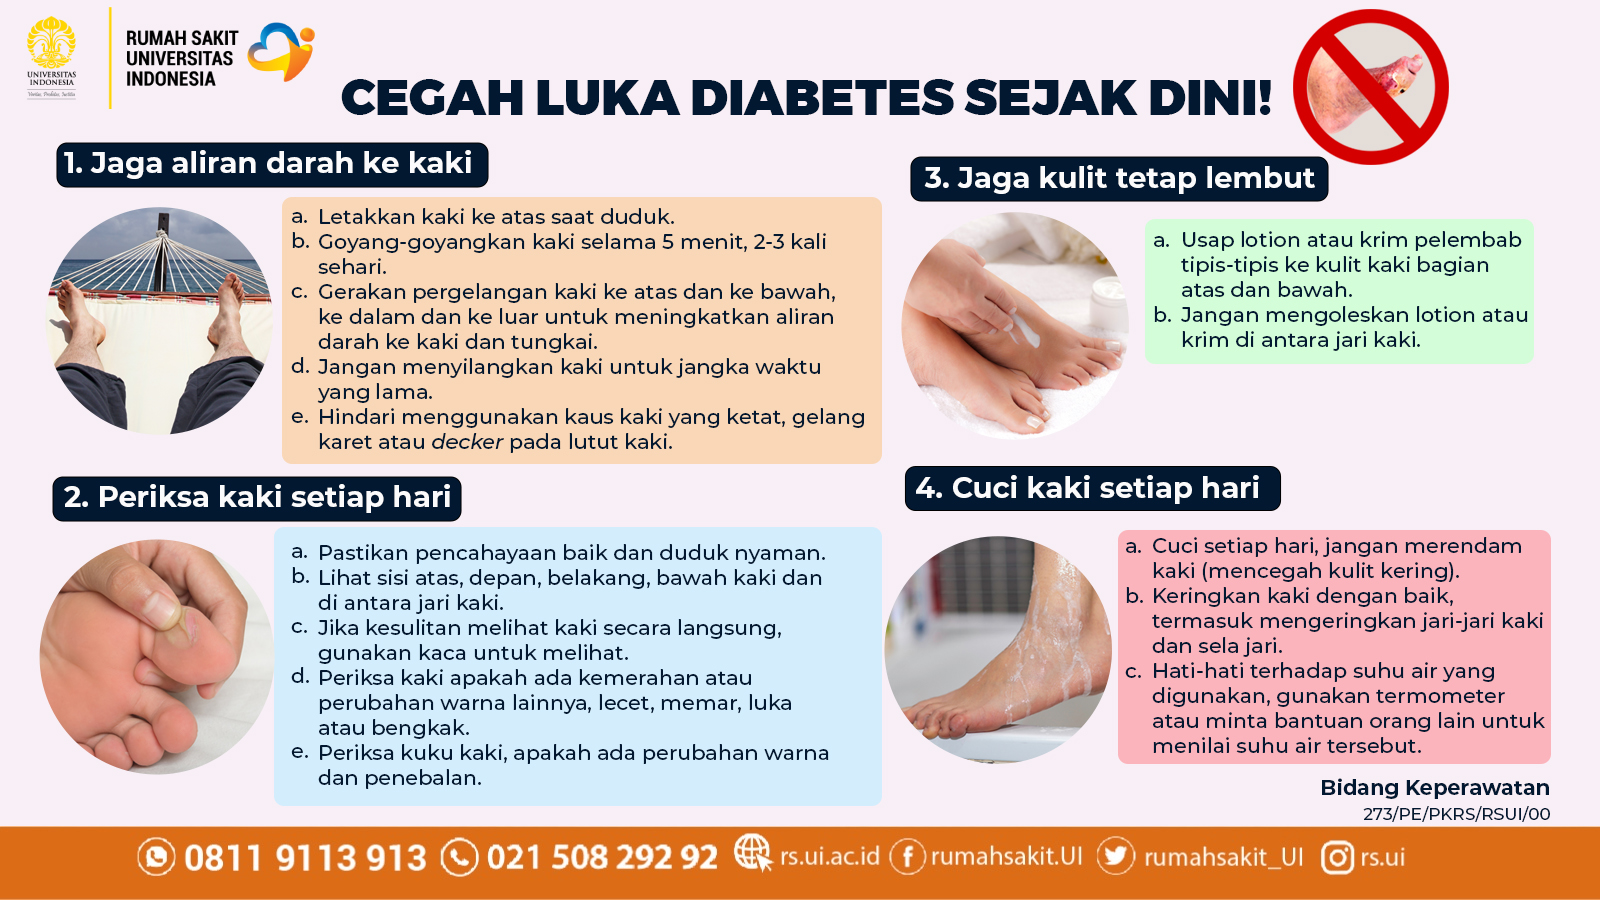 UNIVERSITAS
INDONESIA
Veritas, Probitas, Iustitia
RUMAH SAKIT
UNIVERSITAS
INDONESIA
CEGAH LUKA DIABETES SEJAK DINI!
1. Jaga aliran darah ke kaki
a. Letakkan kaki ke atas saat duduk.
b. Goyang-goyangkan kaki selama 5 menit, 2-3 kali
sehari.
c. Gerakan pergelangan kaki ke atas dan ke bawah,
ke dalam dan ke luar untuk meningkatkan aliran
darah ke kaki dan tungkai.
d. Jangan menyilangkan kaki untuk jangka waktu
yang lama.
e. Hindari menggunakan kaus kaki yang ketat, gelang
karet atau decker pada lutut kaki.
2. Periksa kaki setiap hari
a. Pastikan pencahayaan baik dan duduk nyaman.
b. Lihat sisi atas, depan, belakang, bawah kaki dan
di antara jari kaki.
c. Jika kesulitan melihat kaki secara langsung,
gunakan kaca untuk melihat.
d. Periksa kaki apakah ada kemerahan atau
perubahan warna lainnya, lecet, memar, luka
atau bengkak.
e. Periksa kuku kaki, apakah ada perubahan warna
dan penebalan.
3. Jaga kulit tetap lembut
a. Usap lotion atau krim pelembab
tipis-tipis ke kulit kaki bagian
atas dan bawah.
b. Jangan mengoleskan lotion atau
krim di antara jari kaki.
4. Cuci kaki setiap hari
a. Cuci setiap hari, jangan merendam
kaki (mencegah kulit kering).
b. Keringkan kaki dengan baik,
termasuk mengeringkan jari-jari kaki
dan sela jari.
c. Hati-hati terhadap suhu air yang
digunakan, gunakan termometer
atau minta bantuan orang lain untuk
menilai suhu air tersebut.
Bidang Keperawatan
273/PE/PKRS/RSUI/00
0811 9113 913 021 508 292 92 rs.ui.ac.id rumahsakit.UI rumahsakit_UI rs.ui